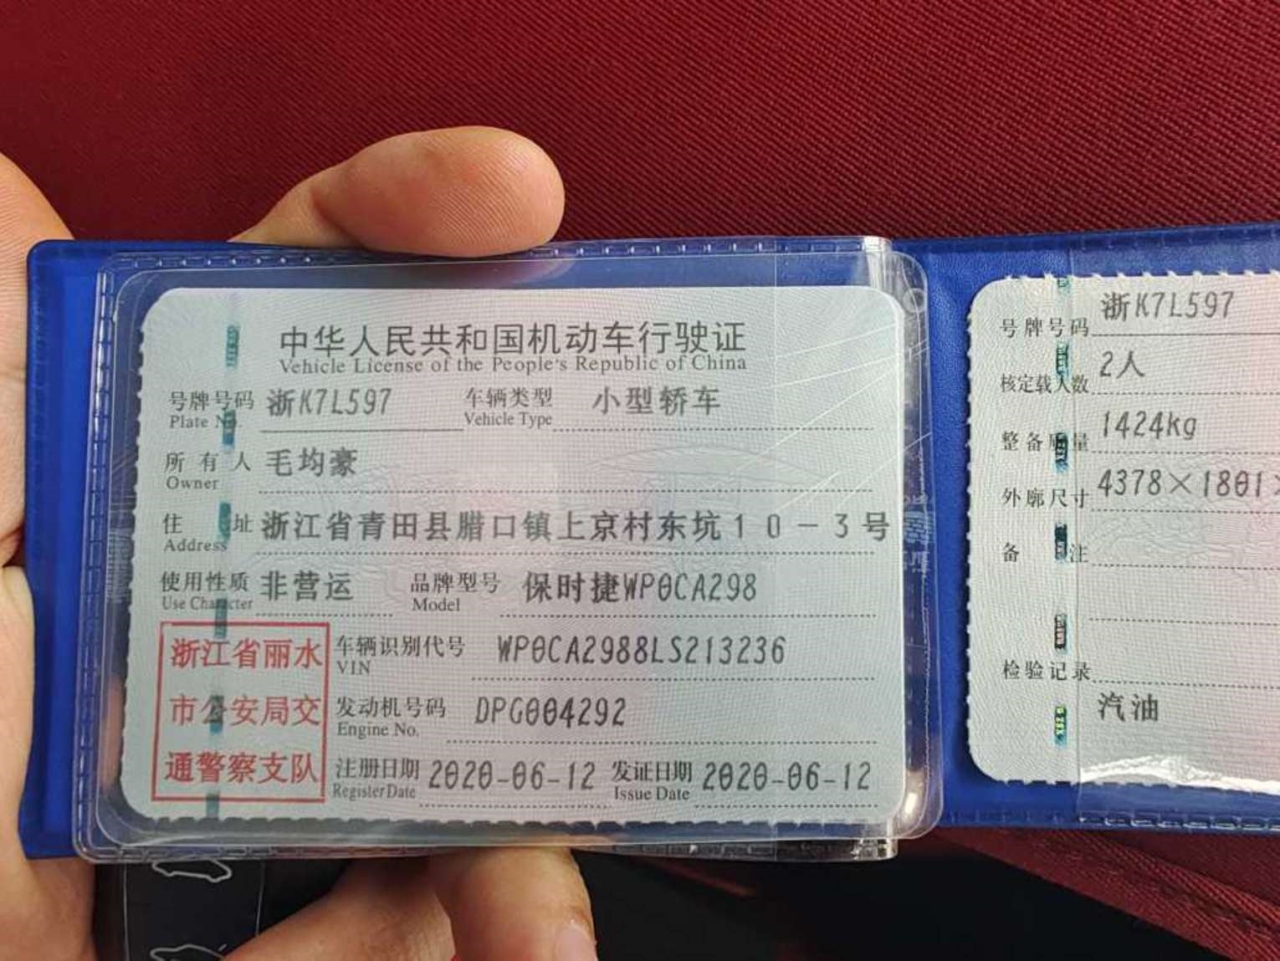 中华人民共和国机动车行驶证
Vehicle License of the People's Republic of China
号牌号码 浙K7L597 车辆类型 小型轿车
Plate No. Vehicle Type
所有人 毛均豪
Owner
住址 浙江省青田县腊口镇上京村东坑10-3号
Address
使用性质 非营运 品牌型号 保时捷WP0CA298
Use Character Model
浙江省丽水
市公安局交
通警察支队
车辆识别代号 WP0CA2988LS213236
VIN
发动机号码 DPG004292
Engine No.
注册日期 2020-06-12 发证日期 2020-06-12
Register Date Issue Date
号牌号码 浙K7L597
核定载人数 2人
整备质量 1424kg
外廓尺寸 4378×1801×
备注
检验记录
汽油